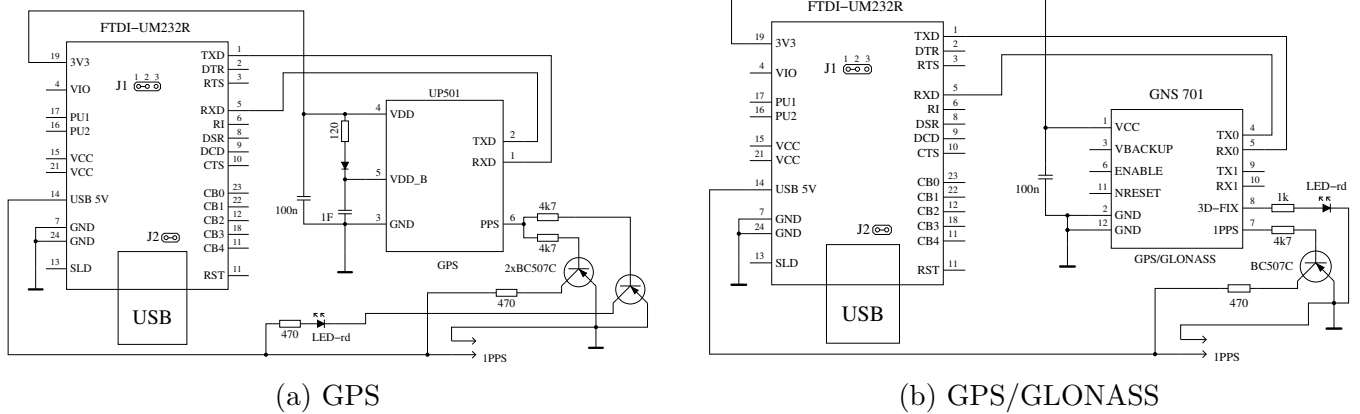 FTDI−UM232R
19 3V3
4 VIO
17 PU1
16 PU2
15 VCC
21 VCC
14 USB 5V
7 GND
24 GND
13 SLD
J1 1 2 3
J2
TXD 1
DTR 2
RTS 3
RXD 5
RI 6
DSR 8
DCD 9
CTS 10
CB0 23
CB1 22
CB2 12
CB3 18
CB4 11
RST 11
USB
100n
120
1F
UP501
4 VDD
5 VDD_B
3 GND
TXD 2
RXD 1
PPS 6
GPS
4k7
4k7
2xBC507C
470
470
LED−rd
1PPS
(a) GPS
FTDI−UM232R
19 3V3
4 VIO
17 PU1
16 PU2
15 VCC
21 VCC
14 USB 5V
7 GND
24 GND
13 SLD
J1 1 2 3
J2
TXD 1
DTR 2
RTS 3
RXD 5
RI 6
DSR 8
DCD 9
CTS 10
CB0 23
CB1 22
CB2 12
CB3 18
CB4 11
RST 11
USB
100n
GNS 701
1 VCC
3 VBACKUP
6 ENABLE
11 NRESET
2 GND
12 GND
TX0 4
RX0 5
TX1 9
RX1 10
3D−FIX 8
1PPS 7
GPS/GLONASS
1k
LED−rd
4k7
BC507C
470
1PPS
(b) GPS/GLONASS